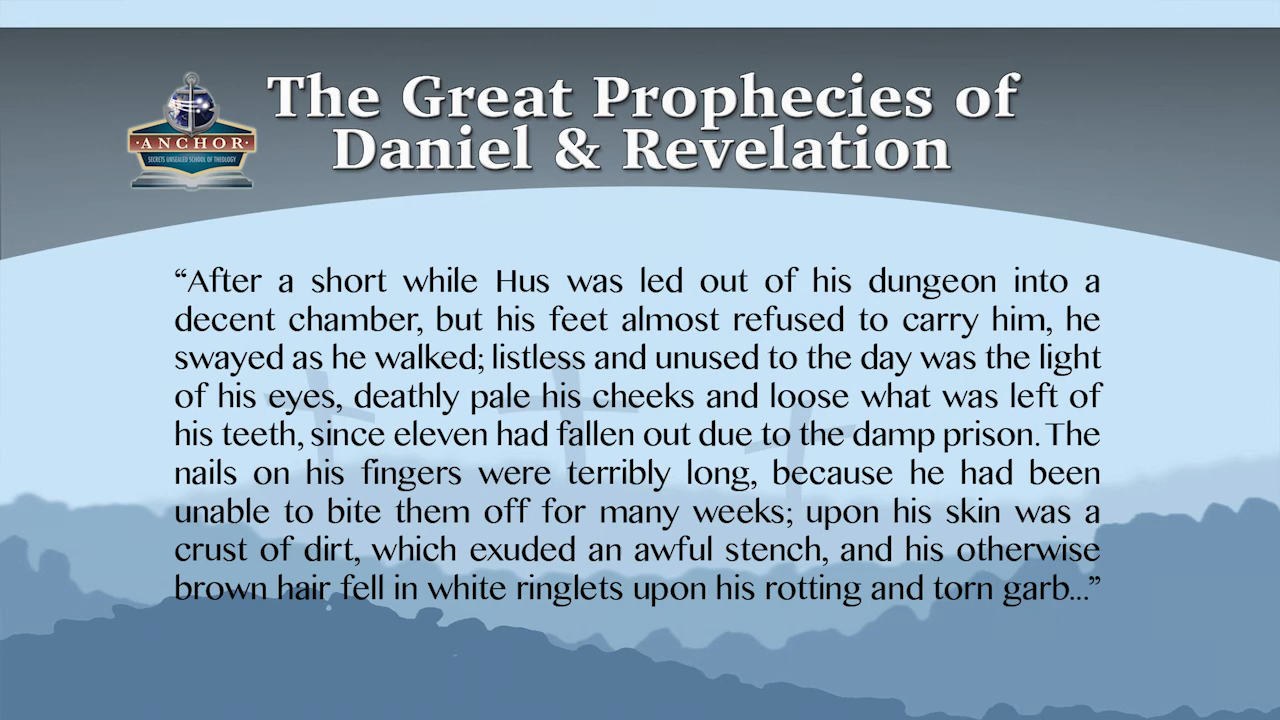 The Great Prophecies of
Daniel & Revelation
·ANCHOR·
SECRETS UNSEALED SCHOOL OF THEOLOGY
“After a short while Hus was led out of his dungeon into a
decent chamber, but his feet almost refused to carry him, he
swayed as he walked; listless and unused to the day was the light
of his eyes, deathly pale his cheeks and loose what was left of
his teeth, since eleven had fallen out due to the damp prison. The
nails on his fingers were terribly long, because he had been
unable to bite them off for many weeks; upon his skin was a
crust of dirt, which exuded an awful stench, and his otherwise
brown hair fell in white ringlets upon his rotting and torn garb...”